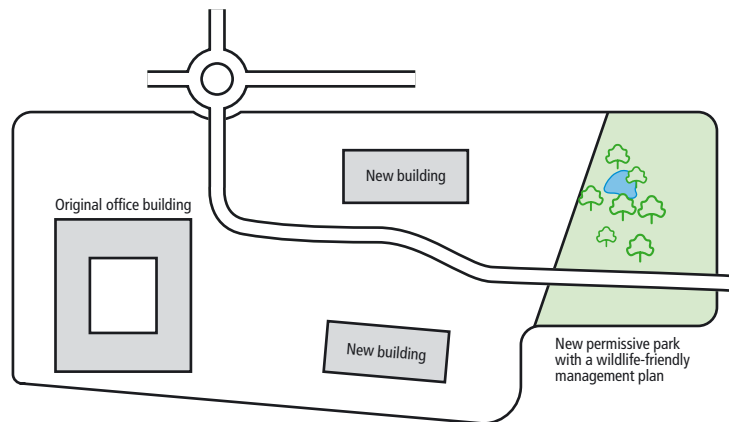 New building
Original office building
New building
New permissive park
with a wildlife-friendly
management plan